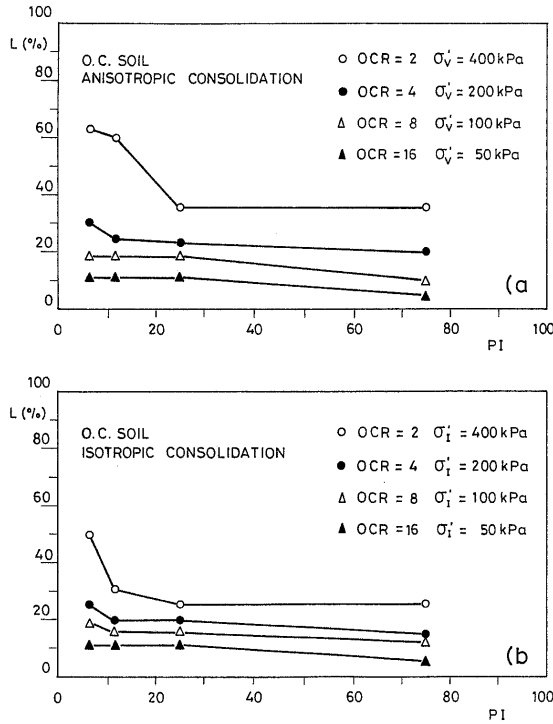 100
L (%)
80
60
40
20
0
O.C. SOIL
ANISOTROPIC CONSOLIDATION
○ OCR = 2 σ'V = 400 kPa
● OCR = 4 σ'V = 200 kPa
△ OCR = 8 σ'V = 100 kPa
▲ OCR = 16 σ'V = 50 kPa
(a
0 20 40 60 80 100
PI
100
L (%)
80
60
40
20
0
O.C. SOIL
ISOTROPIC CONSOLIDATION
○ OCR = 2 σ'I = 400 kPa
● OCR = 4 σ'I = 200 kPa
△ OCR = 8 σ'I = 100 kPa
▲ OCR = 16 σ'I = 50 kPa
(b
0 20 40 60 80 100
PI